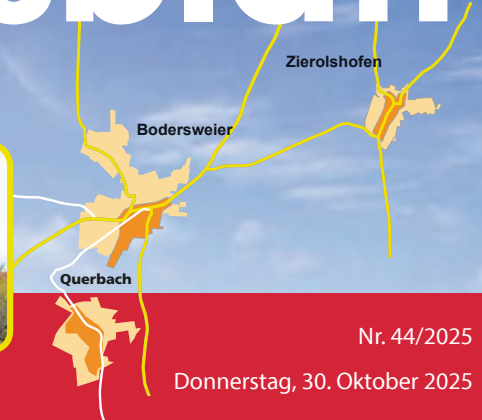 Zierolshofen
Bodersweier
Querbach
Nr. 44/2025
Donnerstag, 30. Oktober 2025